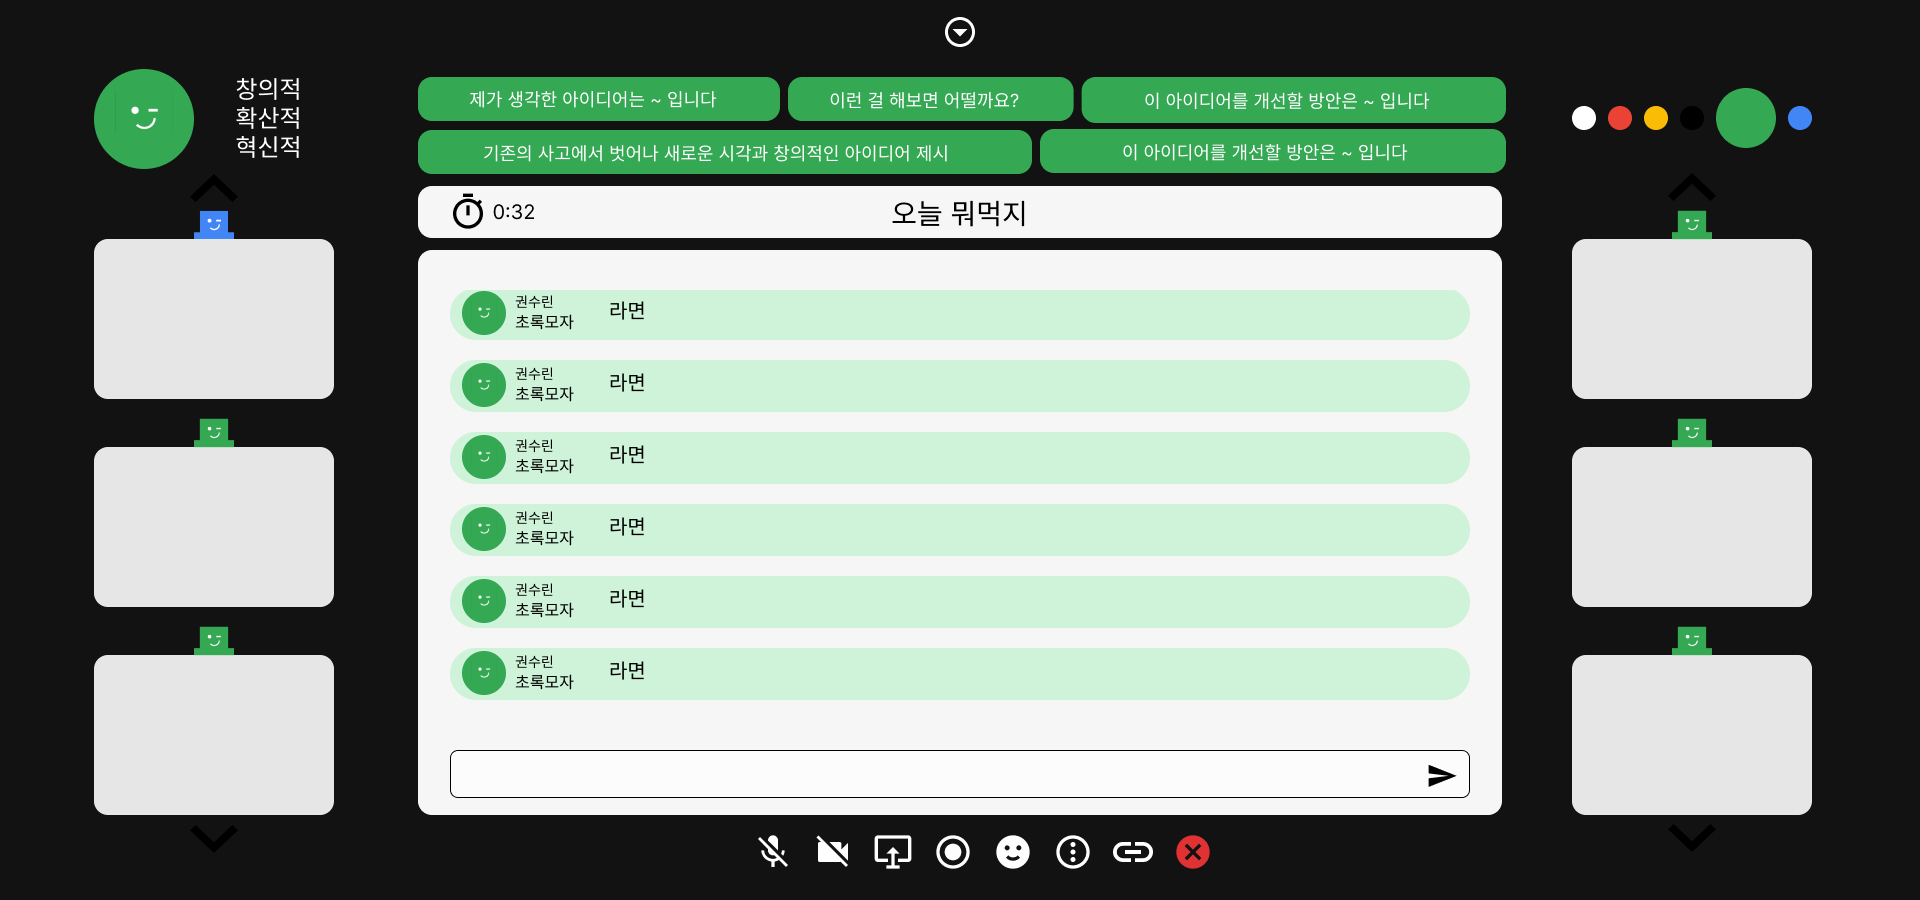 창의적
확산적
혁신적
제가 생각한 아이디어는 ~ 입니다
이런 걸 해보면 어떨까요?
이 아이디어를 개선할 방안은 ~ 입니다
기존의 사고에서 벗어나 새로운 시각과 창의적인 아이디어 제시
이 아이디어를 개선할 방안은 ~ 입니다
0:32
오늘 뭐먹지
권수린
초록모자
라면
권수린
초록모자
라면
권수린
초록모자
라면
권수린
초록모자
라면
권수린
초록모자
라면
권수린
초록모자
라면